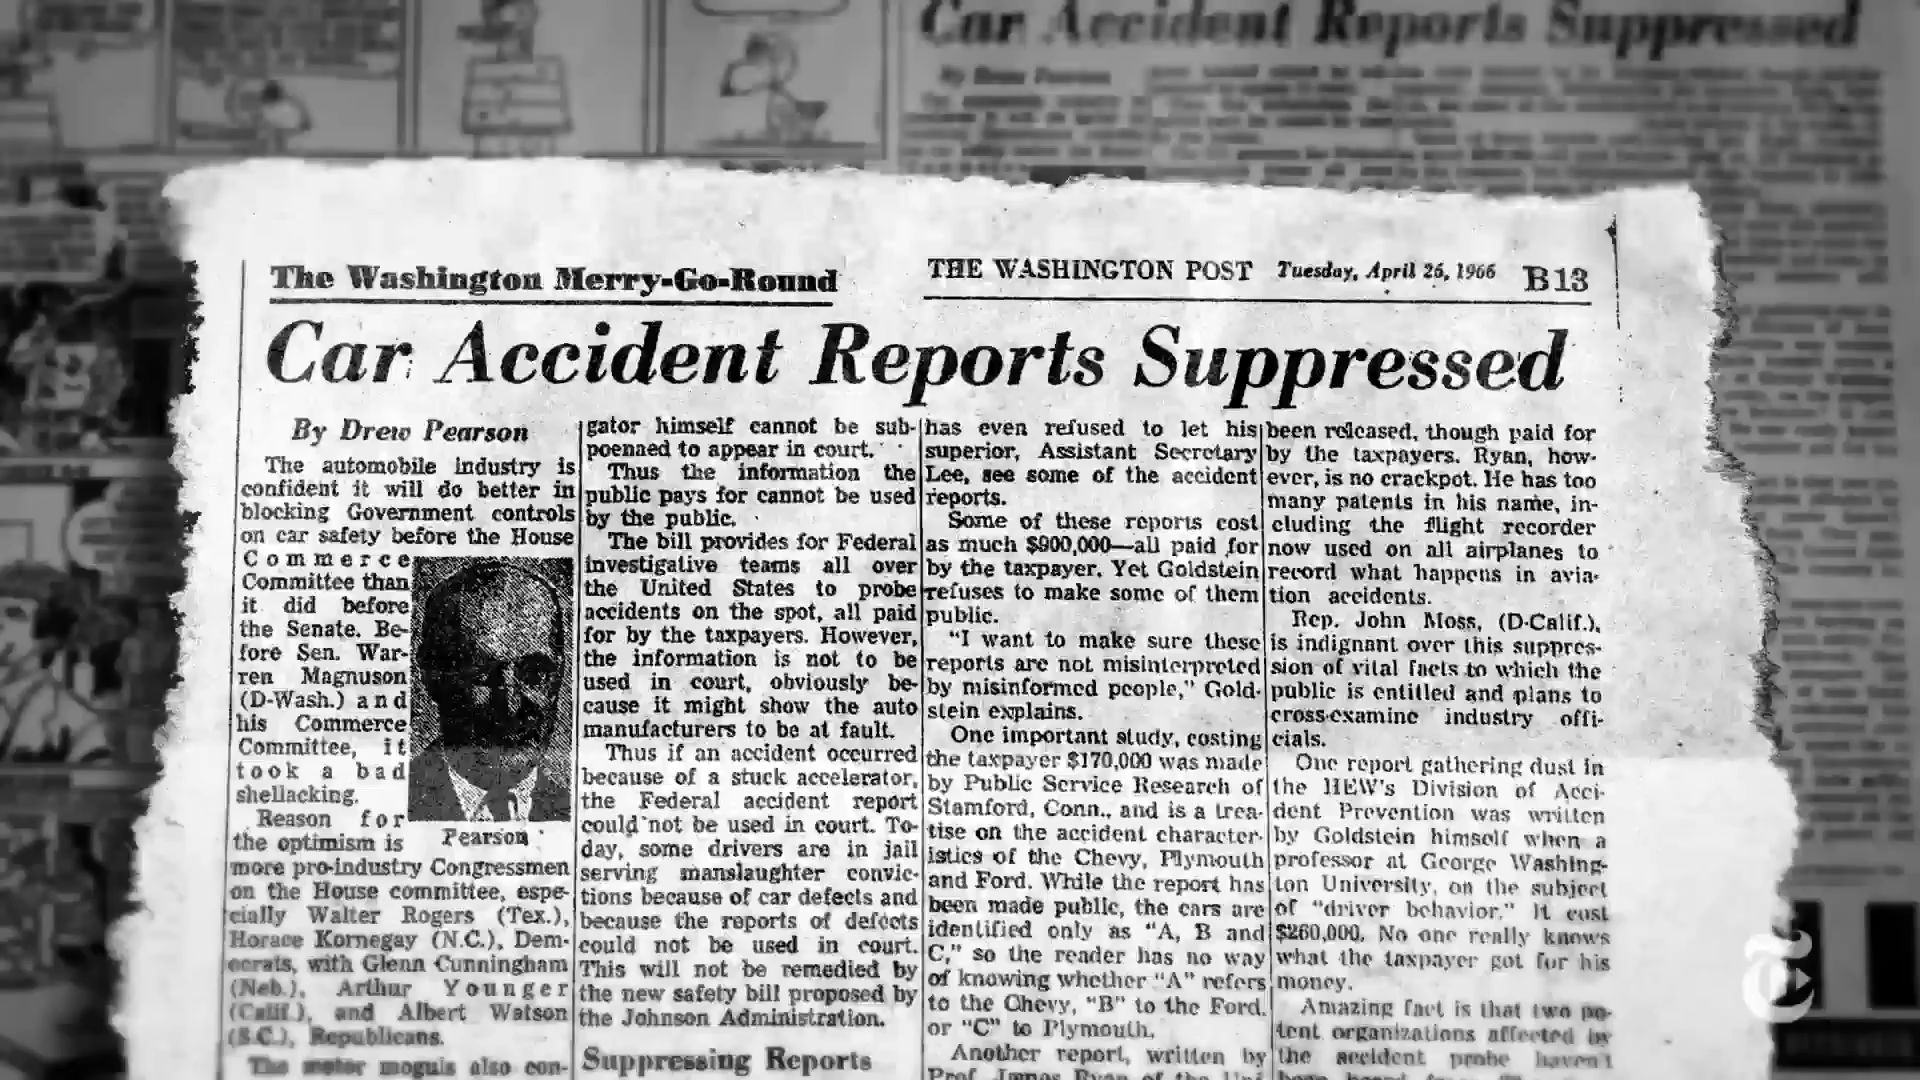 Car Accident Reports Suppressed
By Drew Pearson
The Washington Merry-Go-Round
THE WASHINGTON POST Tuesday, April 26, 1966 B13
Car Accident Reports Suppressed
By Drew Pearson
The automobile industry is
confident it will do better in
blocking Government controls
on car safety before the House
Commerce
Committee than
it did before
the Senate. Be-
fore Sen. War-
ren Magnuson
(D-Wash.) and
his Commerce
Committee, it
took a bad
shellacking.
Reason for
the optimism is
more pro-industry Congressmen
on the House committee, espe-
cially Walter Rogers (Tex.),
Horace Kornegay (N.C.), Dem-
ocrats, with Glenn Cunningham
(Neb.), Arthur Younger
(Calif.), and Albert Watson
(S.C.), Republicans.
The motor moguls also con-
Pearson
gator himself cannot be sub-
poenaed to appear in court.
Thus the information the
public pays for cannot be used
by the public.
The bill provides for Federal
investigative teams all over
the United States to probe
accidents on the spot, all paid
for by the taxpayers. However,
the information is not to be
used in court, obviously be-
cause it might show the auto
manufacturers to be at fault.
Thus if an accident occurred
because of a stuck accelerator,
the Federal accident report
could not be used in court. To-
day, some drivers are in jail
serving manslaughter convic-
tions because of car defects and
because the reports of defects
could not be used in court.
This will not be remedied by
the new safety bill proposed by
the Johnson Administration.
Suppressing Reports
has even refused to let his
superior, Assistant Secretary
Lee, see some of the accident
reports.
Some of these reports cost
as much $900,000—all paid for
by the taxpayer. Yet Goldstein
refuses to make some of them
public.
"I want to make sure these
reports are not misinterpreted
by misinformed people," Gold-
stein explains.
One important study, costing
the taxpayer $170,000 was made
by Public Service Research of
Stamford, Conn., and is a trea-
tise on the accident character-
istics of the Chevy, Plymouth
and Ford. While the report has
been made public, the cars are
identified only as "A, B and
C," so the reader has no way
of knowing whether "A" refers
to the Chevy, "B" to the Ford,
or "C" to Plymouth.
Another report, written by
Prof. James Ryan of the Uni-
been released, though paid for
by the taxpayers. Ryan, how-
ever, is no crackpot. He has too
many patents in his name, in-
cluding the flight recorder
now used on all airplanes to
record what happens in avia-
tion accidents.
Rep. John Moss, (D-Calif.),
is indignant over this suppres-
sion of vital facts to which the
public is entitled and plans to
cross-examine industry offi-
cials.
One report gathering dust in
the HEW's Division of Acci-
dent Prevention was written
by Goldstein himself when a
professor at George Washing-
ton University, on the subject
of "driver behavior." It cost
$260,000. No one really knows
what the taxpayer got for his
money.
Amazing fact is that two po-
tent organizations affected by
the accident probe haven't